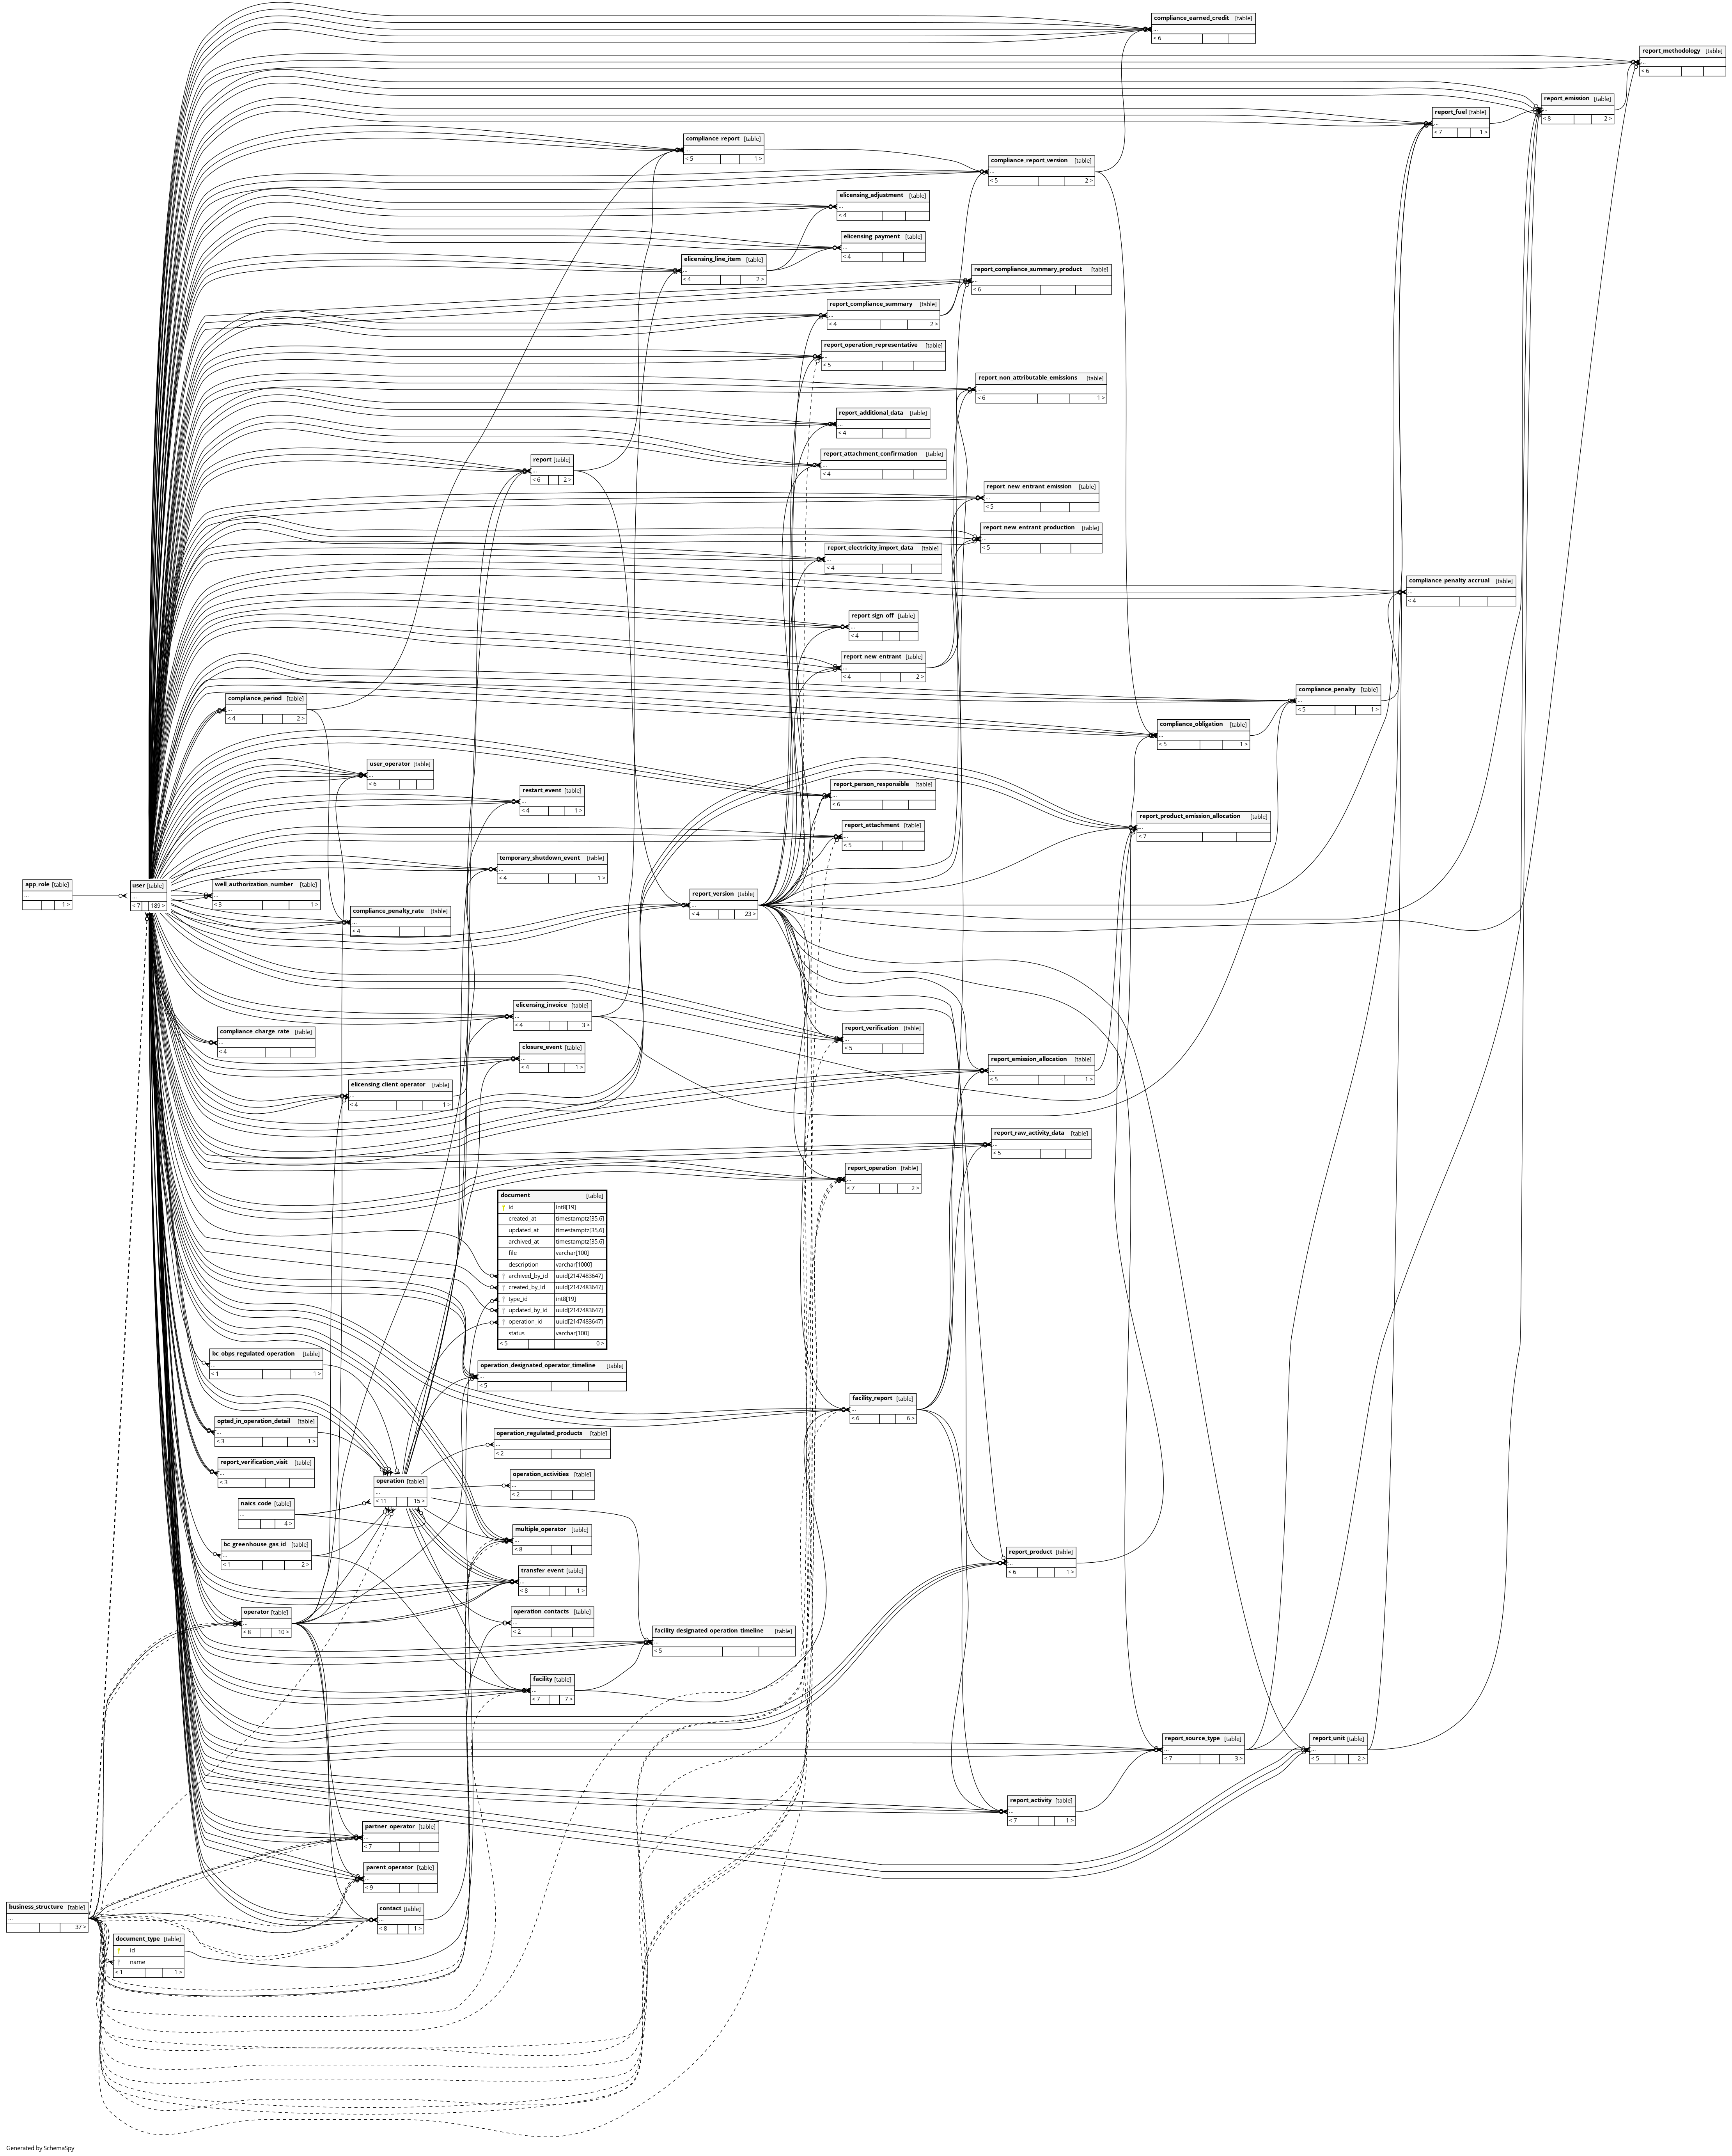 compliance_earned_credit [table]
...
< 6
report_methodology [table]
...
< 6
report_emission [table]
...
< 8 2 >
report_fuel [table]
...
< 7 1 >
compliance_report [table]
...
< 5 1 >
compliance_report_version [table]
...
< 5 2 >
elicensing_adjustment [table]
...
< 4
elicensing_payment [table]
...
< 4
elicensing_line_item [table]
...
< 4 2 >
report_compliance_summary_product [table]
...
< 6
report_compliance_summary [table]
...
< 4 2 >
report_operation_representative [table]
...
< 5
report_non_attributable_emissions [table]
...
< 6 1 >
report_additional_data [table]
...
< 4
report_attachment_confirmation [table]
...
< 4
report [table]
...
< 6 2 >
report_new_entrant_emission [table]
...
< 5
report_new_entrant_production [table]
...
< 5
report_electricity_import_data [table]
...
< 4
compliance_penalty_accrual [table]
...
< 4
report_sign_off [table]
...
< 4
report_new_entrant [table]
...
< 4 2 >
compliance_penalty [table]
...
< 5 1 >
compliance_period [table]
...
< 4 2 >
compliance_obligation [table]
...
< 5 1 >
user_operator [table]
...
< 6
restart_event [table]
...
< 4 1 >
report_person_responsible [table]
...
< 6
report_product_emission_allocation [table]
...
< 7
report_attachment [table]
...
< 5
temporary_shutdown_event [table]
...
< 4 1 >
app_role [table]
...
1 >
user [table]
...
< 7 189 >
well_authorization_number [table]
...
< 3 1 >
compliance_penalty_rate [table]
...
< 4
report_version [table]
...
< 4 23 >
elicensing_invoice [table]
...
< 4 3 >
compliance_charge_rate [table]
...
< 4
report_verification [table]
...
< 5
closure_event [table]
...
< 4 1 >
report_emission_allocation [table]
...
< 5 1 >
elicensing_client_operator [table]
...
< 4 1 >
report_raw_activity_data [table]
...
< 5
report_operation [table]
...
< 7 2 >
document [table]
id int8[19]
created_at timestamptz[35,6]
updated_at timestamptz[35,6]
archived_at timestamptz[35,6]
file varchar[100]
description varchar[1000]
archived_by_id uuid[2147483647]
created_by_id uuid[2147483647]
type_id int8[19]
updated_by_id uuid[2147483647]
operation_id uuid[2147483647]
status varchar[100]
< 5 0 >
bc_obps_regulated_operation [table]
...
< 1 1 >
operation_designated_operator_timeline [table]
...
< 5
facility_report [table]
...
< 6 6 >
opted_in_operation_detail [table]
...
< 3 1 >
operation_regulated_products [table]
...
< 2
report_verification_visit [table]
...
< 3
operation_activities [table]
...
< 2
operation [table]
...
< 11 15 >
naics_code [table]
...
4 >
multiple_operator [table]
...
< 8
bc_greenhouse_gas_id [table]
...
< 1 2 >
report_product [table]
...
< 6 1 >
transfer_event [table]
...
< 8 1 >
operator [table]
...
< 8 10 >
operation_contacts [table]
...
< 2
facility_designated_operation_timeline [table]
...
< 5
facility [table]
...
< 7 7 >
report_source_type [table]
...
< 7 3 >
report_unit [table]
...
< 5 2 >
report_activity [table]
...
< 7 1 >
partner_operator [table]
...
< 7
parent_operator [table]
...
< 9
business_structure [table]
...
37 >
contact [table]
...
< 8 1 >
document_type [table]
id
name
< 1 1 >
Generated by SchemaSpy